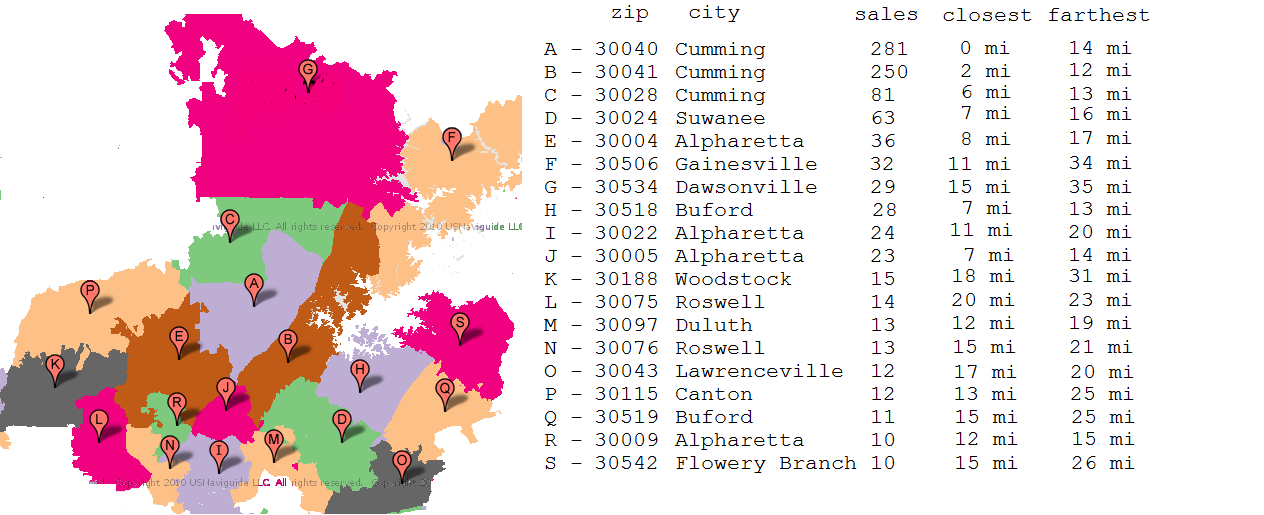 zip city sales closest farthest
A - 30040 Cumming 281 0 mi 14 mi
B - 30041 Cumming 250 2 mi 12 mi
C - 30028 Cumming 81 6 mi 13 mi
D - 30024 Suwanee 63 7 mi 16 mi
E - 30004 Alpharetta 36 8 mi 17 mi
F - 30506 Gainesville 32 11 mi 34 mi
G - 30534 Dawsonville 29 15 mi 35 mi
H - 30518 Buford 28 7 mi 13 mi
I - 30022 Alpharetta 24 11 mi 20 mi
J - 30005 Alpharetta 23 7 mi 14 mi
K - 30188 Woodstock 15 18 mi 31 mi
L - 30075 Roswell 14 20 mi 23 mi
M - 30097 Duluth 13 12 mi 19 mi
N - 30076 Roswell 13 15 mi 21 mi
O - 30043 Lawrenceville 12 17 mi 20 mi
P - 30115 Canton 12 13 mi 25 mi
Q - 30519 Buford 11 15 mi 25 mi
R - 30009 Alpharetta 10 12 mi 15 mi
S - 30542 Flowery Branch 10 15 mi 26 mi
G
F
C
LLC. All rights reserved. Copyright 2010 USNaviguide LLC
A
P
S
E
B
K
H
J
Q
R
L
D
M
N
I
O
Copyright 2010 USNaviguide LLC. All rights reserved. Copyright